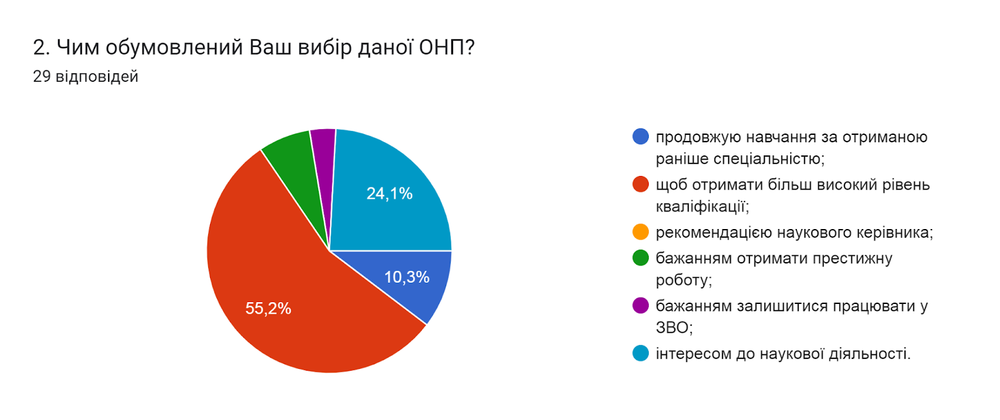 2. Чим обумовлений Ваш вибір даної ОНП?
29 відповідей
24,1%
10,3%
55,2%
продовжую навчання за отриманою
раніше спеціальністю;
щоб отримати більш високий рівень
кваліфікації;
рекомендацією наукового керівника;
бажанням отримати престижну
роботу;
бажанням залишитися працювати у
ЗВО;
інтересом до наукової діяльності.